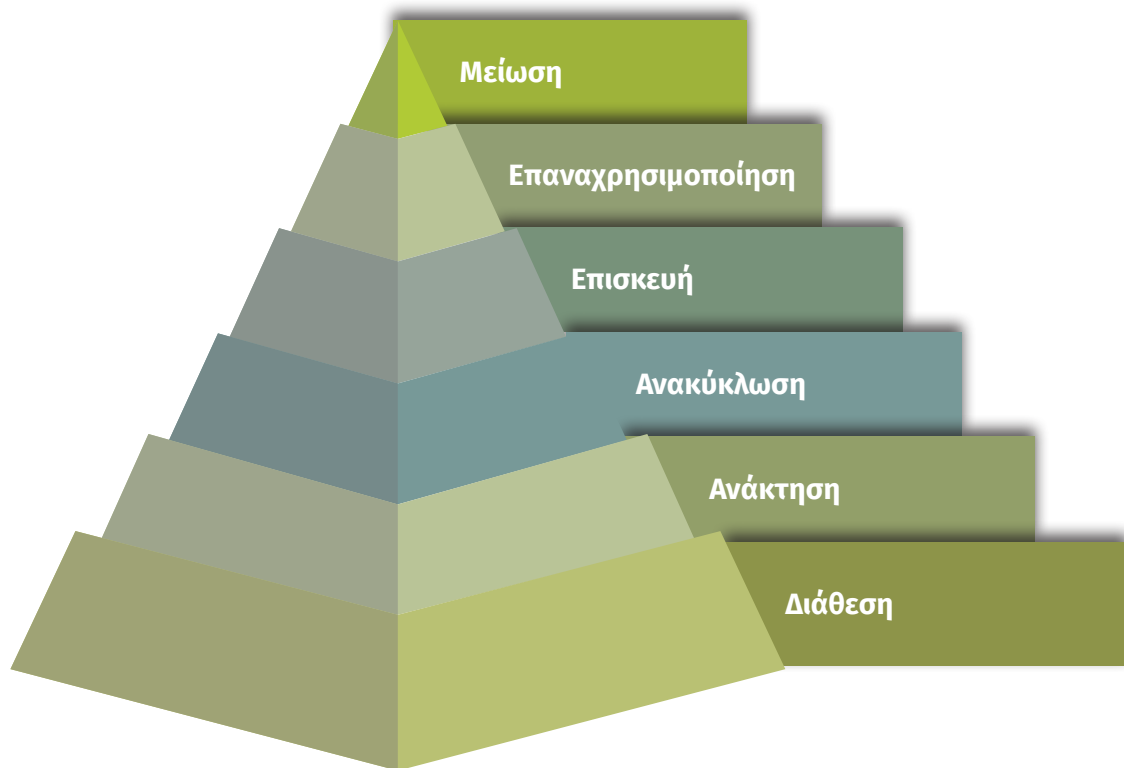 Μείωση
Επαναχρησιμοποίηση
Επισκευή
Ανακύκλωση
Ανάκτηση
Διάθεση